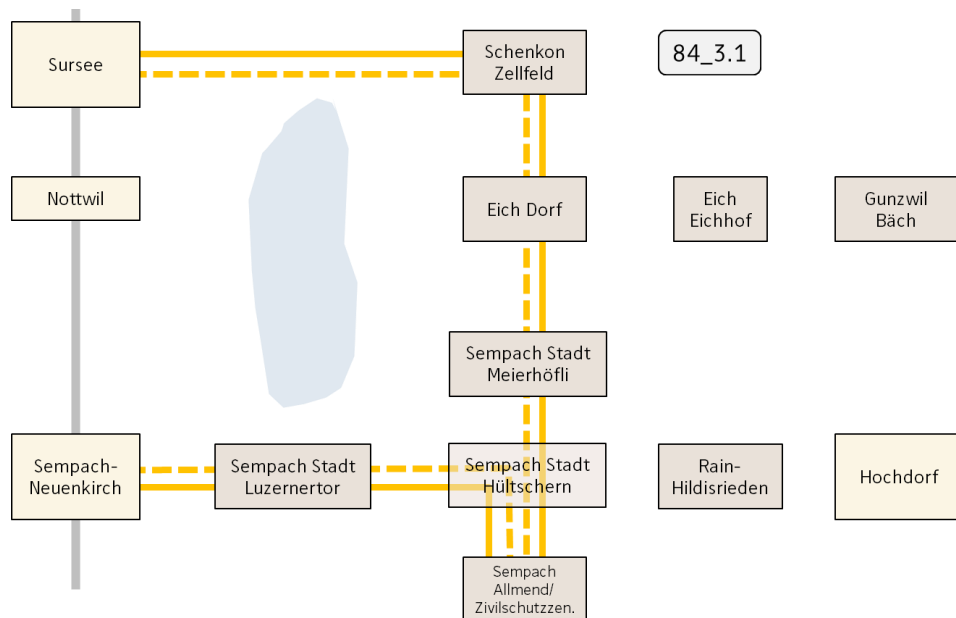 Sursee
Schenkon
Zellfeld
84_3.1
Nottwil
Eich Dorf
Eich
Eichhof
Gunzwil
Bäch
Sempach Stadt
Meierhöfli
Sempach-
Neuenkirch
Sempach Stadt
Luzernertor
Sempach Stadt
Hültschern
Rain-
Hildisrieden
Hochdorf
Sempach
Allmend/
Zivilschutzzen.